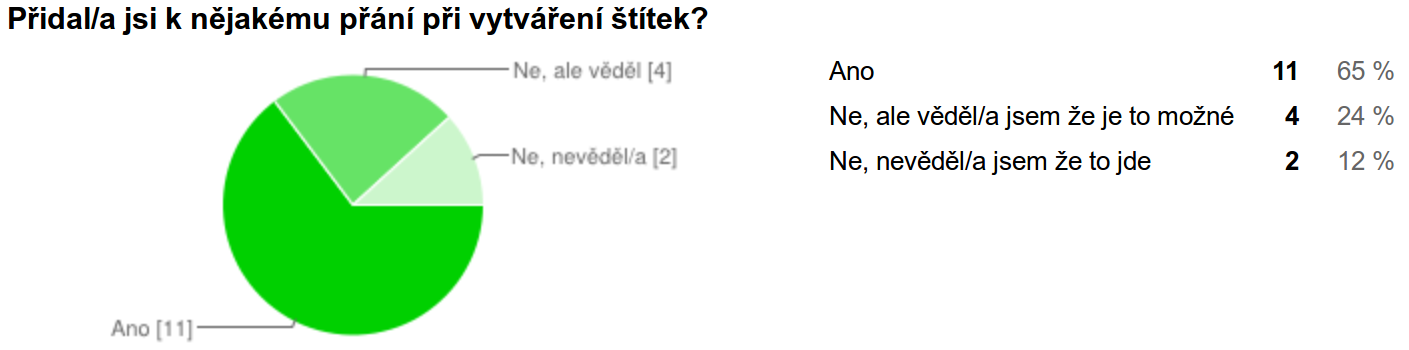 Přidal/a jsi k nějakému přání při vytváření štítek?
Ne, ale věděl [4]
Ne, nevěděl/a [2]
Ano [11]
Ano 11 65 %
Ne, ale věděl/a jsem že je to možné 4 24 %
Ne, nevěděl/a jsem že to jde 2 12 %